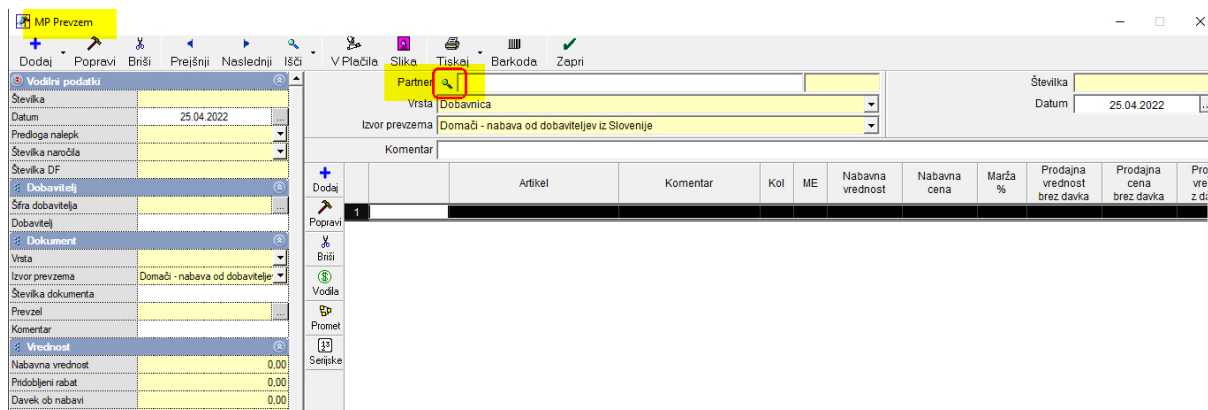 MP Prevzem
Dodaj Popravi Briši Prejšnji Naslednji Išči V Plačila Slika Tiskaj Barkoda Zapri
Vodilni podatki
Številka
Datum 25.04.2022 ...
Predloga nalepk
Številka naročila
Številka DF
Dobavitelj
Šifra dobavitelja ...
Dobavitelj
Dokument
Vrsta
Izvor prevzema Domači - nabava od dobavitelje
Številka dokumenta
Prevzel ...
Komentar
Vrednost
Nabavna vrednost 0,00
Pridobljeni rabat 0,00
Davek ob nabavi 0,00
Partner
Vrsta Dobavnica
Izvor prevzema Domači - nabava od dobaviteljev iz Slovenije
Komentar
Številka
Datum 25.04.2022
Dodaj
Popravi
Briši
Vodila
Promet
Serijske
Artikel Komentar Kol ME Nabavna vrednost Nabavna cena Marža % Prodajna vrednost brez davka Prodajna cena brez davka
1